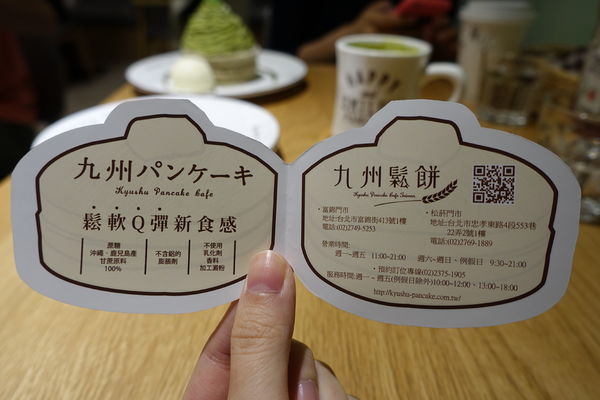 九州パンケーキ
Kyushu Pancake Cafe
鬆軟Q彈新食感
蔗糖
沖繩、鹿兒島產
甘蔗原料
100%
不含鋁的
膨脹劑
不使用
乳化劑
香料
加工澱粉
九州鬆餅
Kyushu Pancake Cafe Taiwan
・富錦門市
地址:台北市富錦街413號1樓
電話:(02)2749-5253
・松菸門市
地址:台北市忠孝東路4段553巷
22弄2號1樓
電話:(02)2769-1889
營業時間:
週一~週五 11:00-21:00 週六~週日、例假日 9:30~21:00
・預約訂位專線(02)2375-1905
服務時間:週一~週五(例假日除外)10:00~12:00、13:00~18:00
http://kyushu-pancake.com.tw/
HAPPY